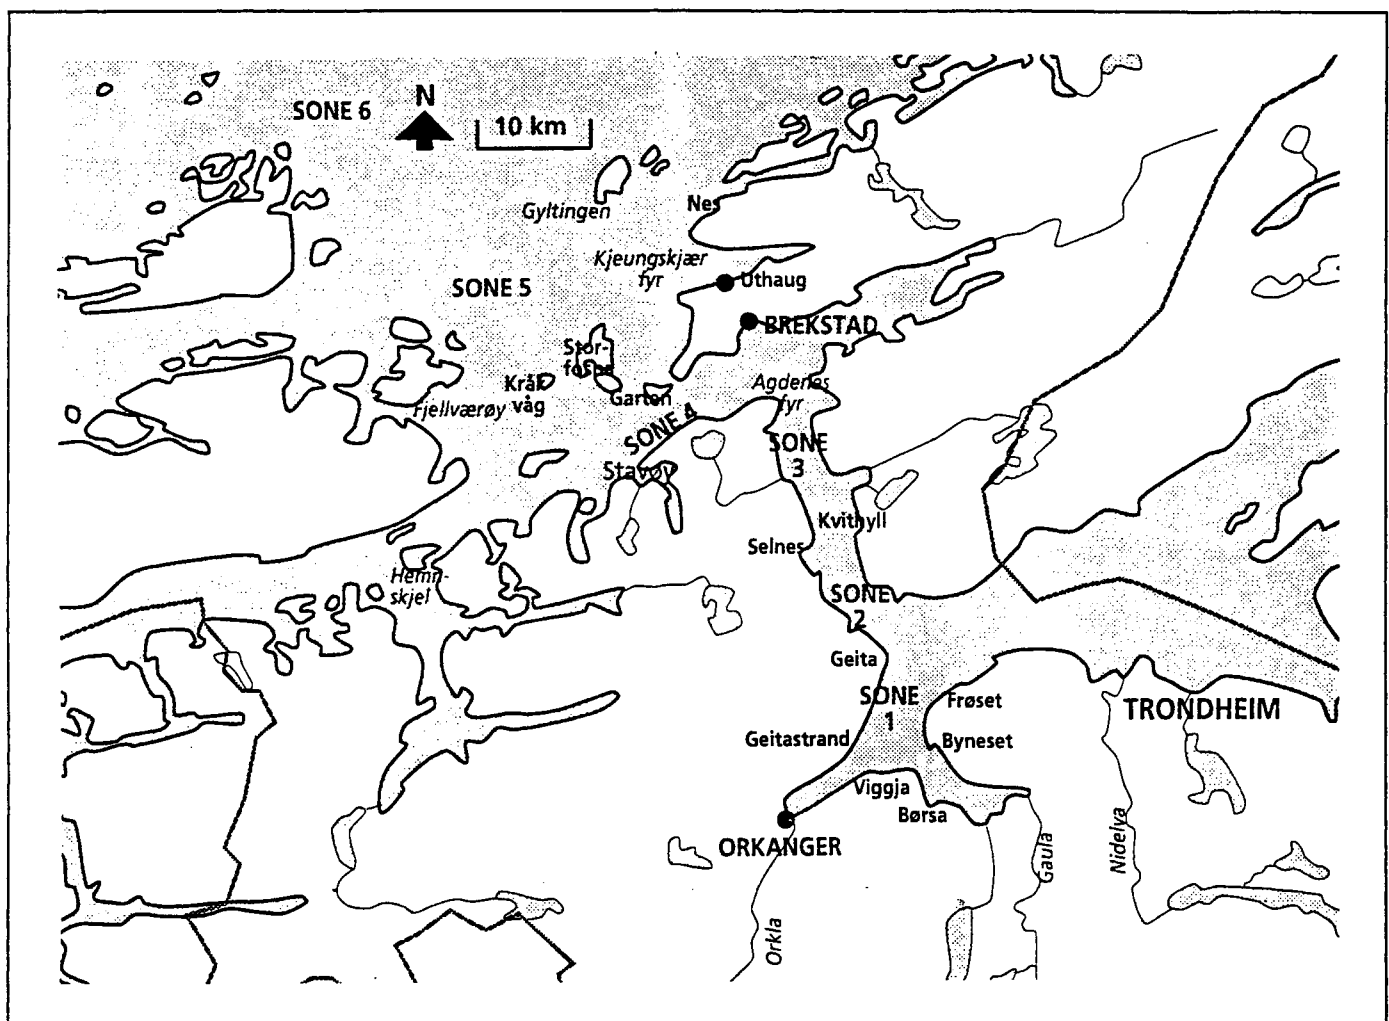 SONE 6
N
10 km
Gyltingen
Nes
Kjeungskjær
fyr
SONE 5
Uthaug
BREKSTAD
Stor-
fosna
Kråk
våg
Garten
Fjellværøy
Agdenes
fyr
SONE 4
SONE
3
Stavøy
Kvithyll
Selnes
Hemn-
skjel
SONE
2
Geita
SONE
1
Frøset
TRONDHEIM
Geitastrand
Byneset
Viggja
Børsa
ORKANGER
Gaula
Nidelva
Orkla